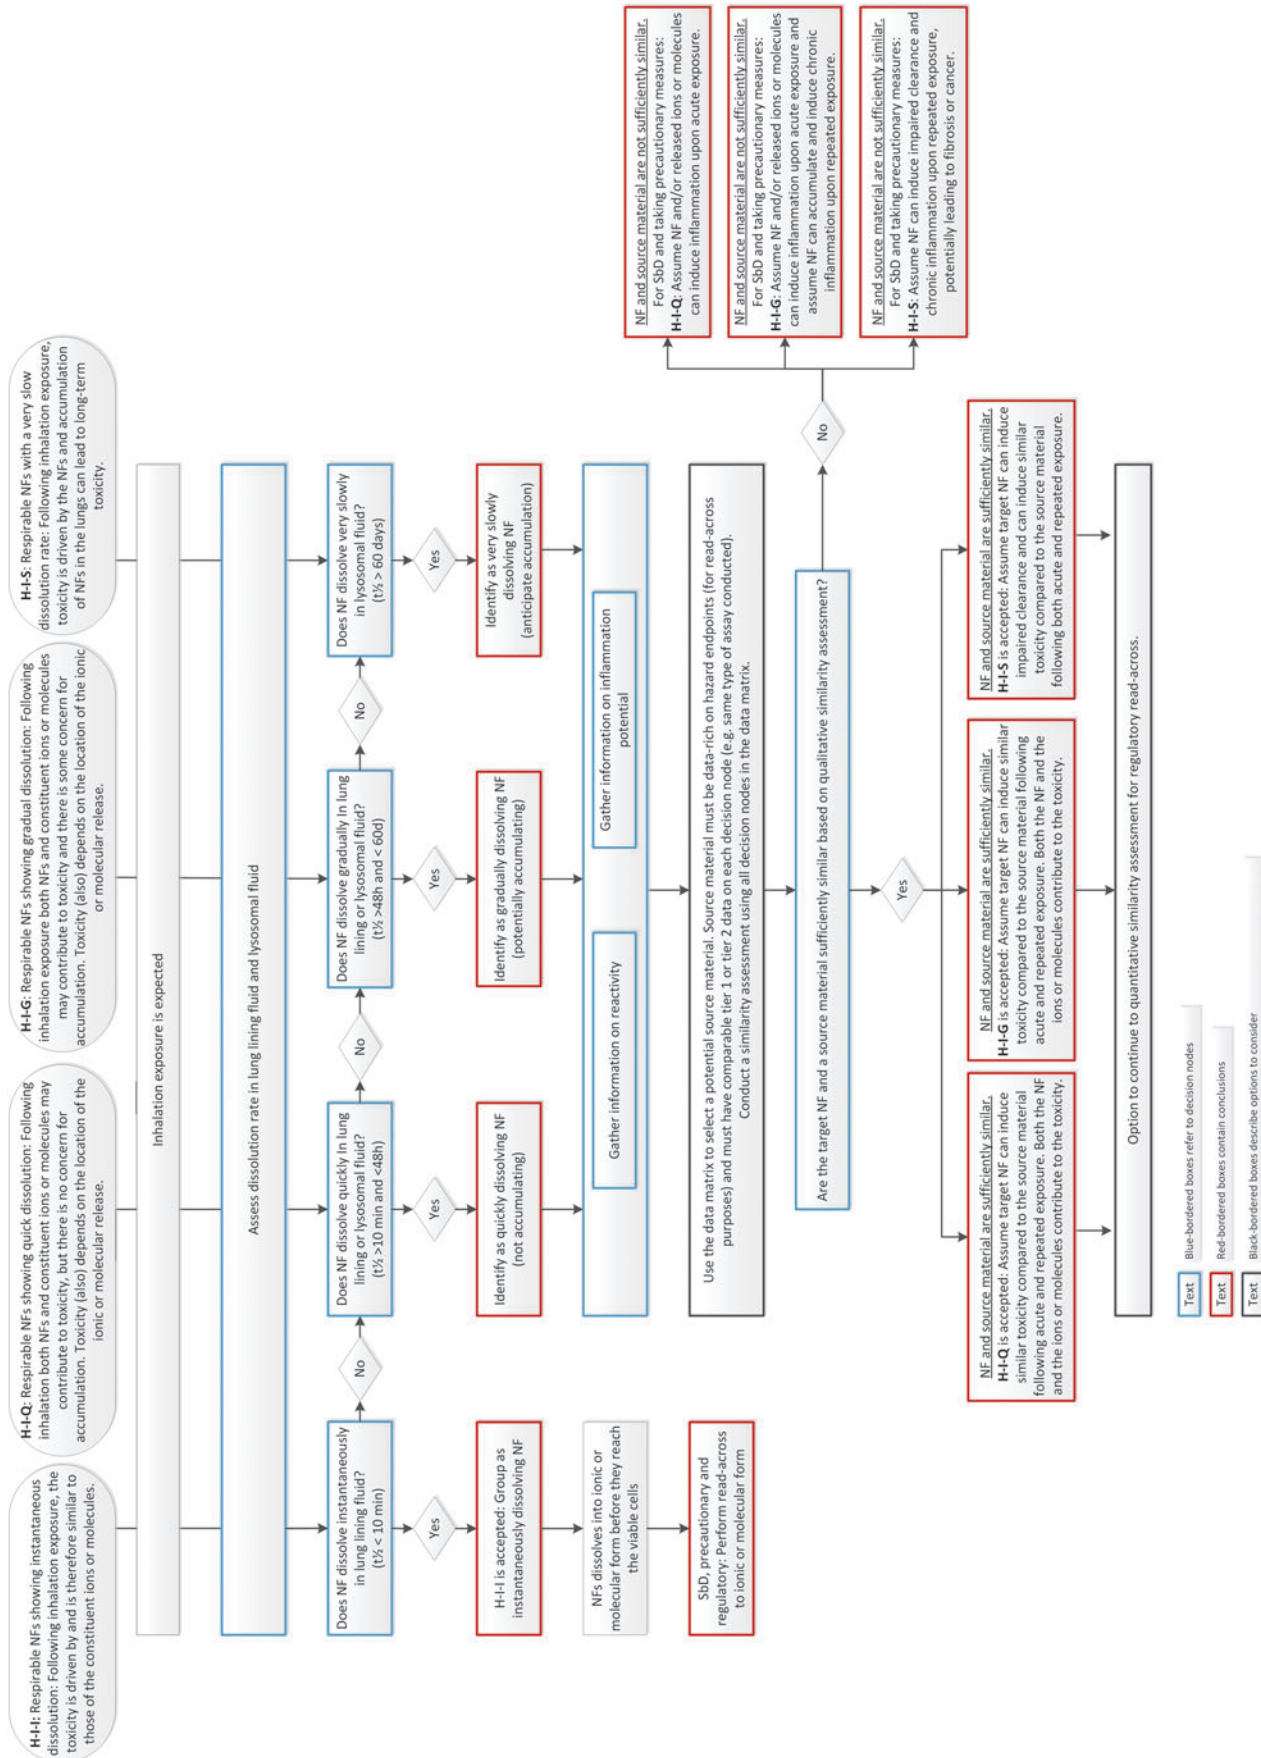 H-I-I: Respirable NFs showing instantaneous
dissolution: Following inhalation exposure, the
toxicity is driven by and is therefore similar to
those of the constituent ions or molecules.
H-I-Q: Respirable NFs showing quick dissolution: Following
inhalation both NFs and constituent ions or molecules may
contribute to toxicity, but there is no concern for
accumulation. Toxicity (also) depends on the location of the
ionic or molecular release.
H-I-G: Respirable NFs showing gradual dissolution: Following
inhalation exposure both NFs and constituent ions or molecules
may contribute to toxicity and there is some concern for
accumulation. Toxicity (also) depends on the location of the ionic
or molecular release.
H-I-S: Respirable NFs with a very slow
dissolution rate: Following inhalation exposure,
toxicity is driven by the NFs and accumulation
of NFs in the lungs can lead to long-term
toxicity.
Inhalation exposure is expected
Assess dissolution rate in lung lining fluid and lysosomal fluid
Does NF dissolve instantaneously
in lung lining fluid?
(t½ < 10 min)
No
Does NF dissolve quickly In lung
lining or lysosomal fluid?
(t½ >10 min and <48h)
No
Does NF dissolve gradually In lung
lining or lysosomal fluid?
(t½ >48h and < 60d)
No
Does NF dissolve very slowly
in lysosomal fluid?
(t½ > 60 days)
Yes
Yes
Yes
Yes
H-I-I is accepted: Group as
instantaneously dissolving NF
Identify as quickly dissolving NF
(not accumulating)
Identify as gradually dissolving NF
(potentially accumulating)
Identify as very slowly
dissolving NF
(anticipate accumulation)
NFs dissolves into ionic or
molecular form before they reach
the viable cells
Gather information on reactivity
Gather information on inflammation
potential
SbD, precautionary and
regulatory: Perform read-across
to ionic or molecular form
Use the data matrix to select a potential source material. Source material must be data-rich on hazard endpoints (for read-across
purposes) and must have comparable tier 1 or tier 2 data on each decision node (e.g. same type of assay conducted).
Conduct a similarity assessment using all decision nodes in the data matrix.
Are the target NF and a source material sufficiently similar based on qualitative similarity assessment?
No
NF and source material are not sufficiently similar.
For SbD and taking precautionary measures:
H-I-Q: Assume NF and/or released ions or molecules
can induce inflammation upon acute exposure.
NF and source material are not sufficiently similar.
For SbD and taking precautionary measures:
H-I-G: Assume NF and/or released ions or molecules
can induce inflammation upon acute exposure and
assume NF can accumulate and induce chronic
inflammation upon repeated exposure.
NF and source material are not sufficiently similar.
For SbD and taking precautionary measures:
H-I-S: Assume NF can induce impaired clearance and
chronic inflammation upon repeated exposure,
potentially leading to fibrosis or cancer.
Yes
NF and source material are sufficiently similar.
H-I-Q is accepted: Assume target NF can induce
similar toxicity compared to the source material
following acute and repeated exposure. Both the NF
and the ions or molecules contribute to the toxicity.
NF and source material are sufficiently similar.
H-I-G is accepted: Assume target NF can induce similar
toxicity compared to the source material following
acute and repeated exposure. Both the NF and the
ions or molecules contribute to the toxicity.
NF and source material are sufficiently similar.
H-I-S is accepted: Assume target NF can induce
impaired clearance and can induce similar
toxicity compared to the source material
following both acute and repeated exposure.
Option to continue to quantitative similarity assessment for regulatory read-across.
Text
Blue-bordered boxes refer to decision nodes
Text
Red-bordered boxes contain conclusions
Text
Black-bordered boxes describe options to consider